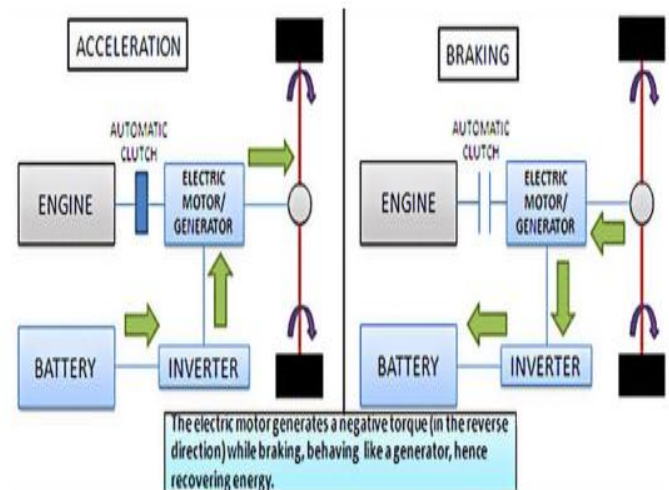 ACCELERATION
AUTOMATIC
CLUTCH
ENGINE
ELECTRIC
MOTOR/
GENERATOR
BATTERY
INVERTER
BRAKING
AUTOMATIC
CLUTCH
ENGINE
ELECTRIC
MOTOR/
GENERATOR
BATTERY
INVERTER
The electric motor generates a negative torque (in the reverse
direction) while braking, behaving like a generator, hence
recovering energy.